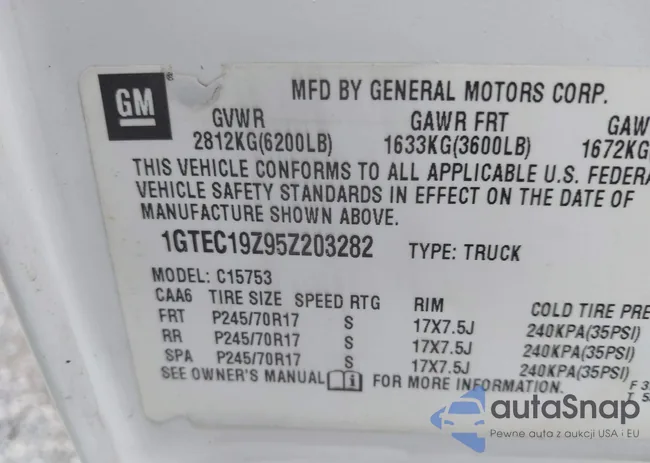 GM ®
MFD BY GENERAL MOTORS CORP.
GVWR GAWR FRT GAW
2812KG(6200LB) 1633KG(3600LB) 1672KG
THIS VEHICLE CONFORMS TO ALL APPLICABLE U.S. FEDERA
VEHICLE SAFETY STANDARDS IN EFFECT ON THE DATE OF
MANUFACTURE SHOWN ABOVE.
1GTEC19Z95Z203282 TYPE: TRUCK
MODEL: C15753
CAA6 TIRE SIZE SPEED RTG RIM COLD TIRE PRE
FRT P245/70R17 S 17X7.5J 240KPA(35PSI)
RR P245/70R17 S 17X7.5J 240KPA(35PSI)
SPA P245/70R17 S 17X7.5J 240KPA(35PSI)
SEE OWNER'S MANUAL i FOR MORE INFORMATION.
F 3
T 5
autaSnap
Pewne auta z aukcji USA i EU